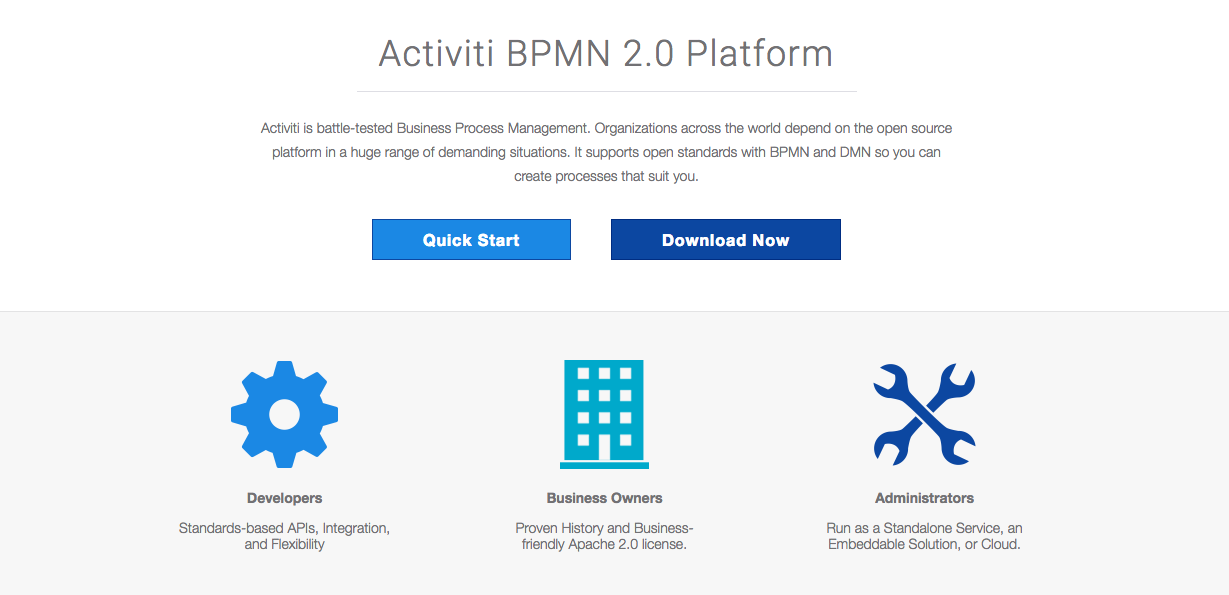 Activiti BPMN 2.0 Platform
Activiti is battle-tested Business Process Management. Organizations across the world depend on the open source
platform in a huge range of demanding situations. It supports open standards with BPMN and DMN so you can
create processes that suit you.
Quick Start
Download Now
Developers
Standards-based APIs, Integration,
and Flexibility
Business Owners
Proven History and Business-
friendly Apache 2.0 license.
Administrators
Run as a Standalone Service, an
Embeddable Solution, or Cloud.